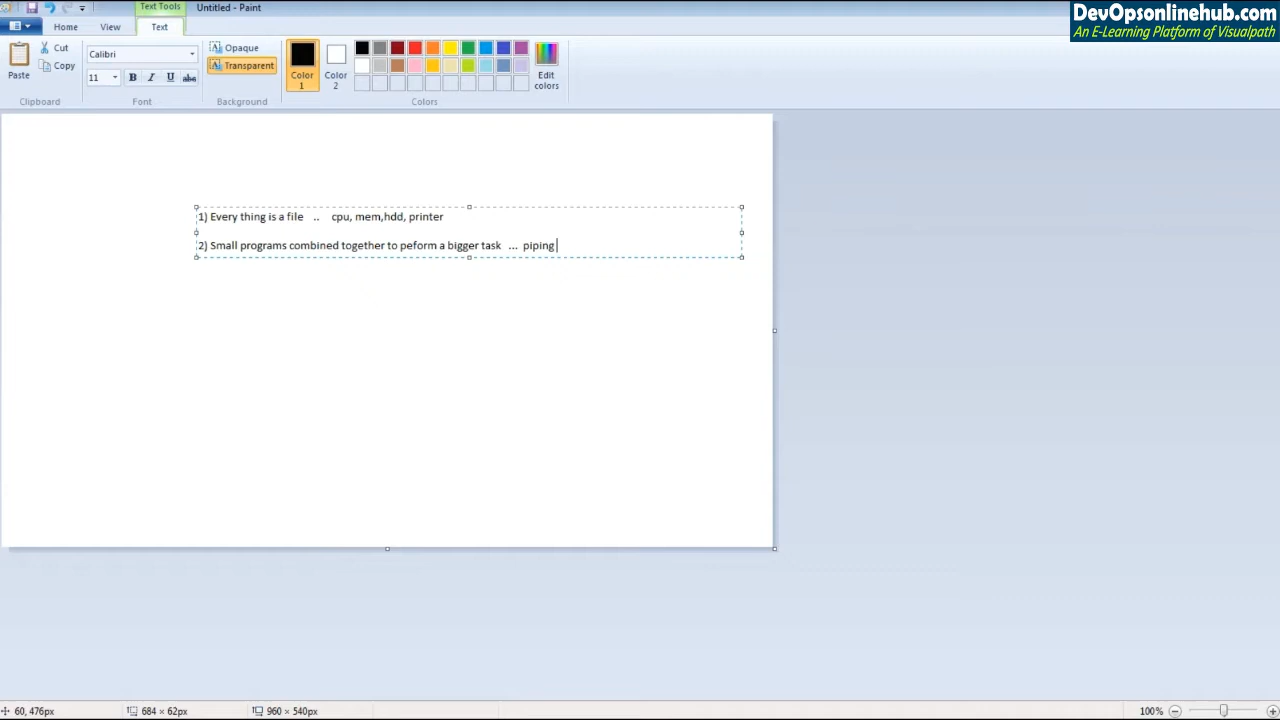 Text Tools
Untitled - Paint
DevOpsonlinehub.com
An E-Learning Platform of Visualpath
Home
View
Text
Paste
Cut
Copy
Clipboard
Calibri
11
B
I
U
abc
Font
Opaque
Transparent
Background
Color 1
Color 2
Edit colors
Colors
1) Every thing is a file .. cpu, mem,hdd, printer
2) Small programs combined together to peform a bigger task ... piping
60, 476px
684 × 62px
960 × 540px
100%